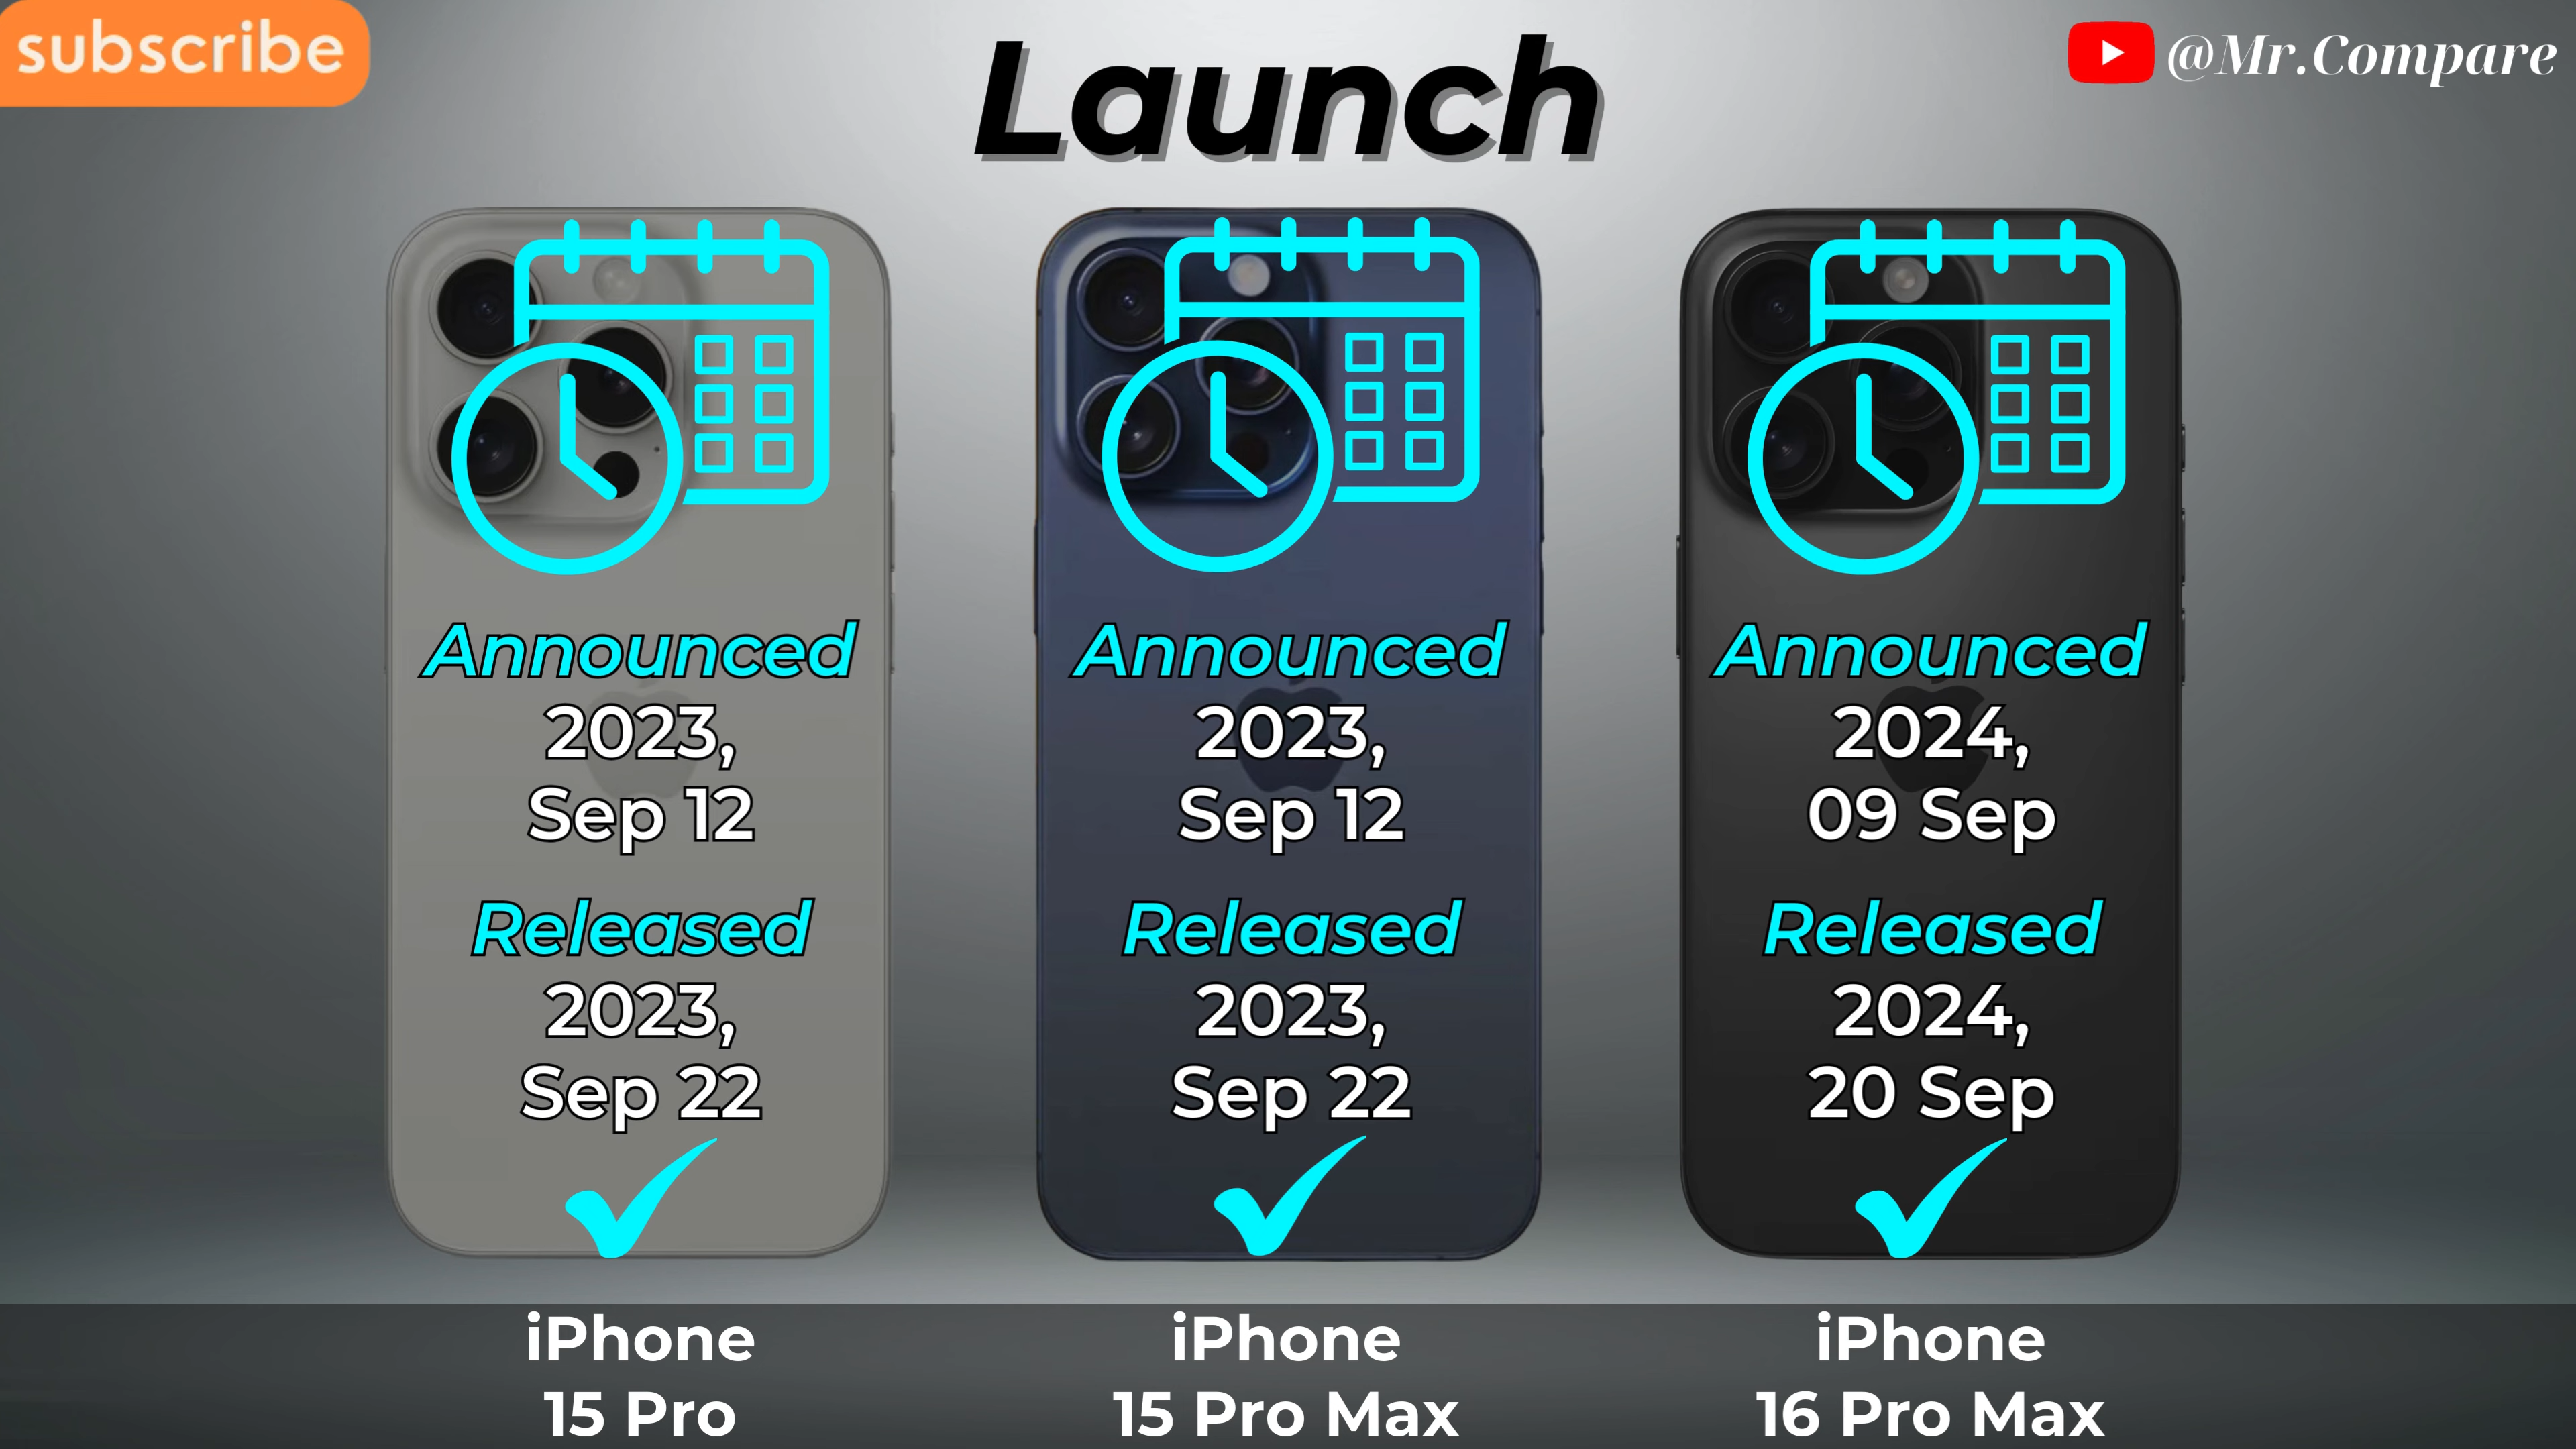 subscribe
Launch
@Mr.Compare
Announced
2023,
Sep 12
Released
2023,
Sep 22
iPhone
15 Pro
Announced
2023,
Sep 12
Released
2023,
Sep 22
iPhone
15 Pro Max
Announced
2024,
09 Sep
Released
2024,
20 Sep
iPhone
16 Pro Max